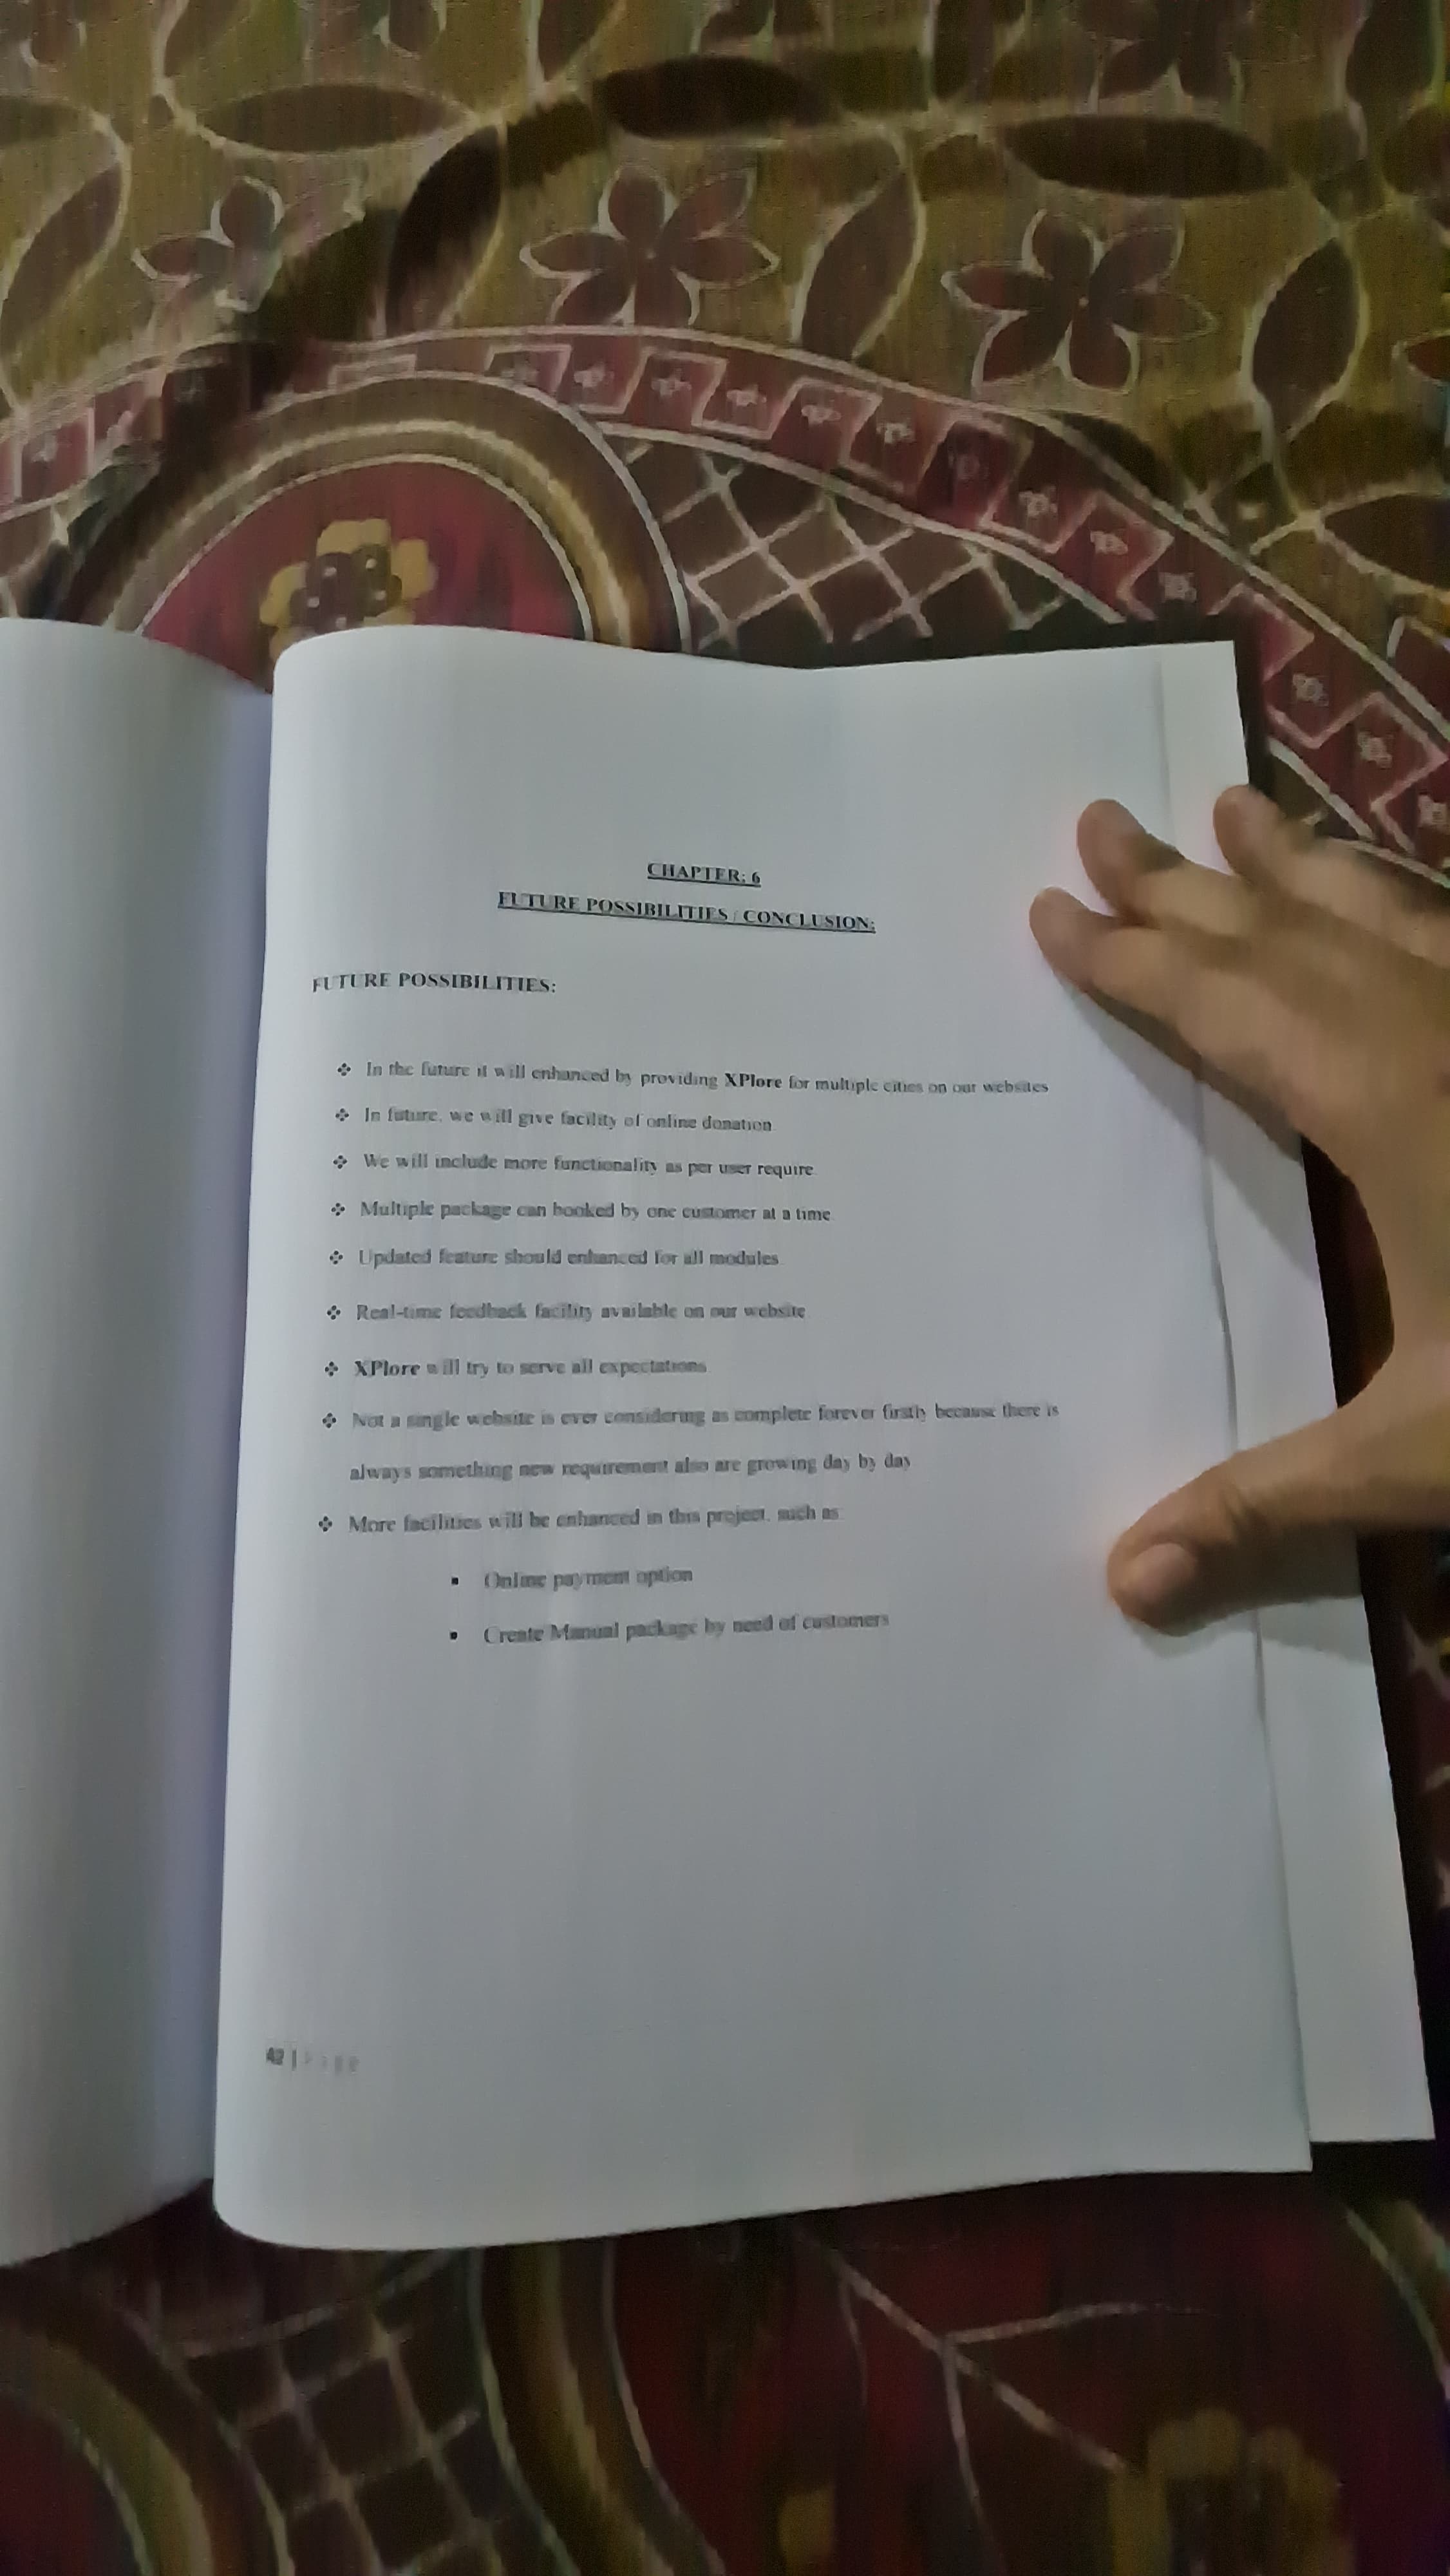 CHAPTER: 6
FUTURE POSSIBILITIES / CONCLUSION:
FUTURE POSSIBILITIES:
❖ In the future it will enhanced by providing XPlore for multiple cities on our websites
❖ In future, we will give facility of online donation
❖ We will include more functionality as per user require
❖ Multiple package can booked by one customer at a time
❖ Updated feature should enhanced for all modules
❖ Real-time feedback facility available on our website
❖ XPlore will try to serve all expectations
❖ Not a single website is ever considering as complete forever firstly because there is
always something new requirement also are growing day by day
❖ More facilities will be enhanced in this project, such as
▪ Online payment option
▪ Create Manual package by need of customers
42 | Page